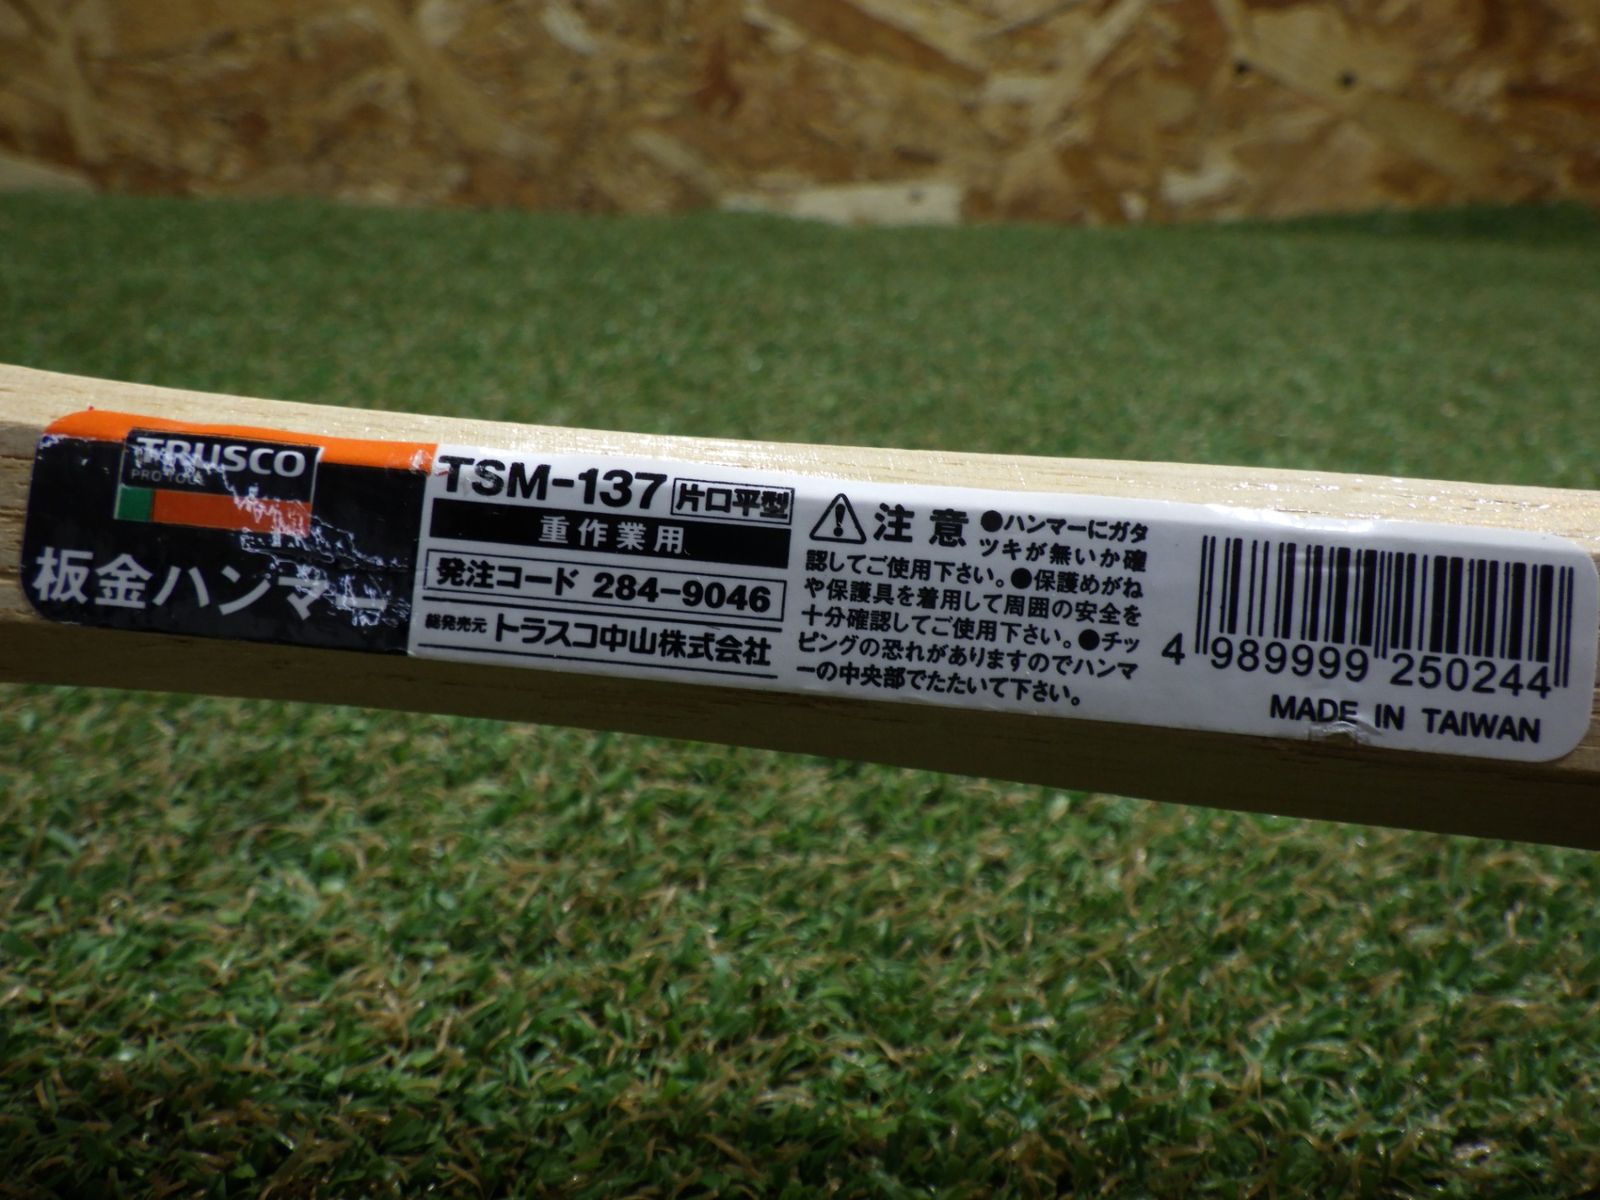 TRUSCO
PRO TOOL
板金ハンマー
TSM-137 片口平型
重作業用
発注コード 284-9046
総発売元 トラスコ中山株式会社
注意 ●ハンマーにガタ
ツキが無いか確
認してご使用下さい。●保護めがね
や保護具を着用して周囲の安全を
十分確認してご使用下さい。●チッ
ピングの恐れがありますのでハンマ
ーの中央部でたたいて下さい。
4 989999 250244
MADE IN TAIWAN